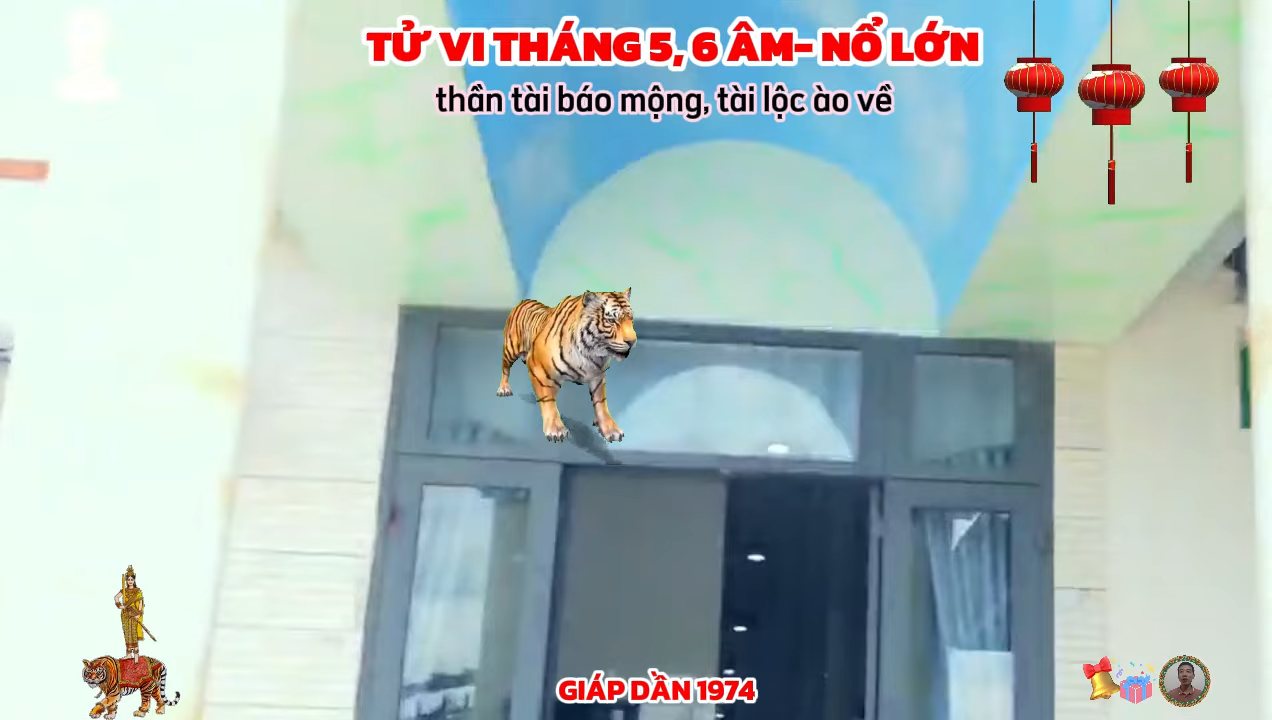 TỬ VI THÁNG 5, 6 ÂM- NỔ LỚN
thần tài báo mộng, tài lộc ào về
GIÁP DẦN 1974